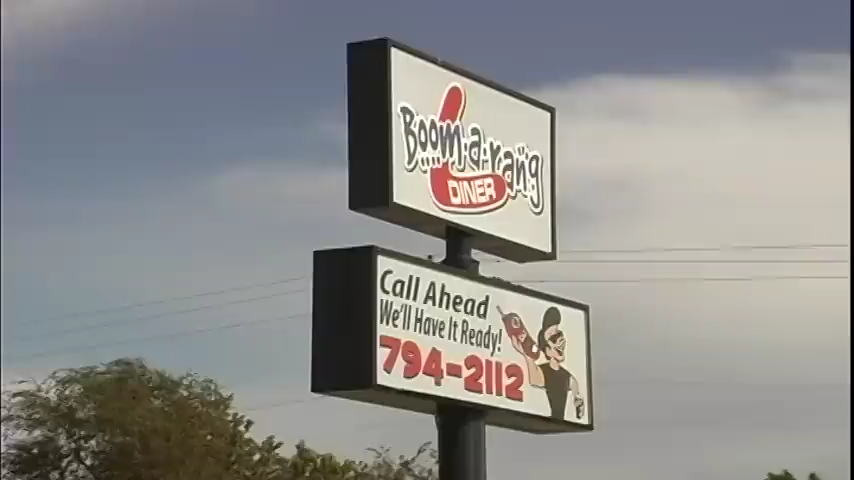 Boom-a-rang
DINER
Call Ahead
We'll Have It Ready!
794-2112